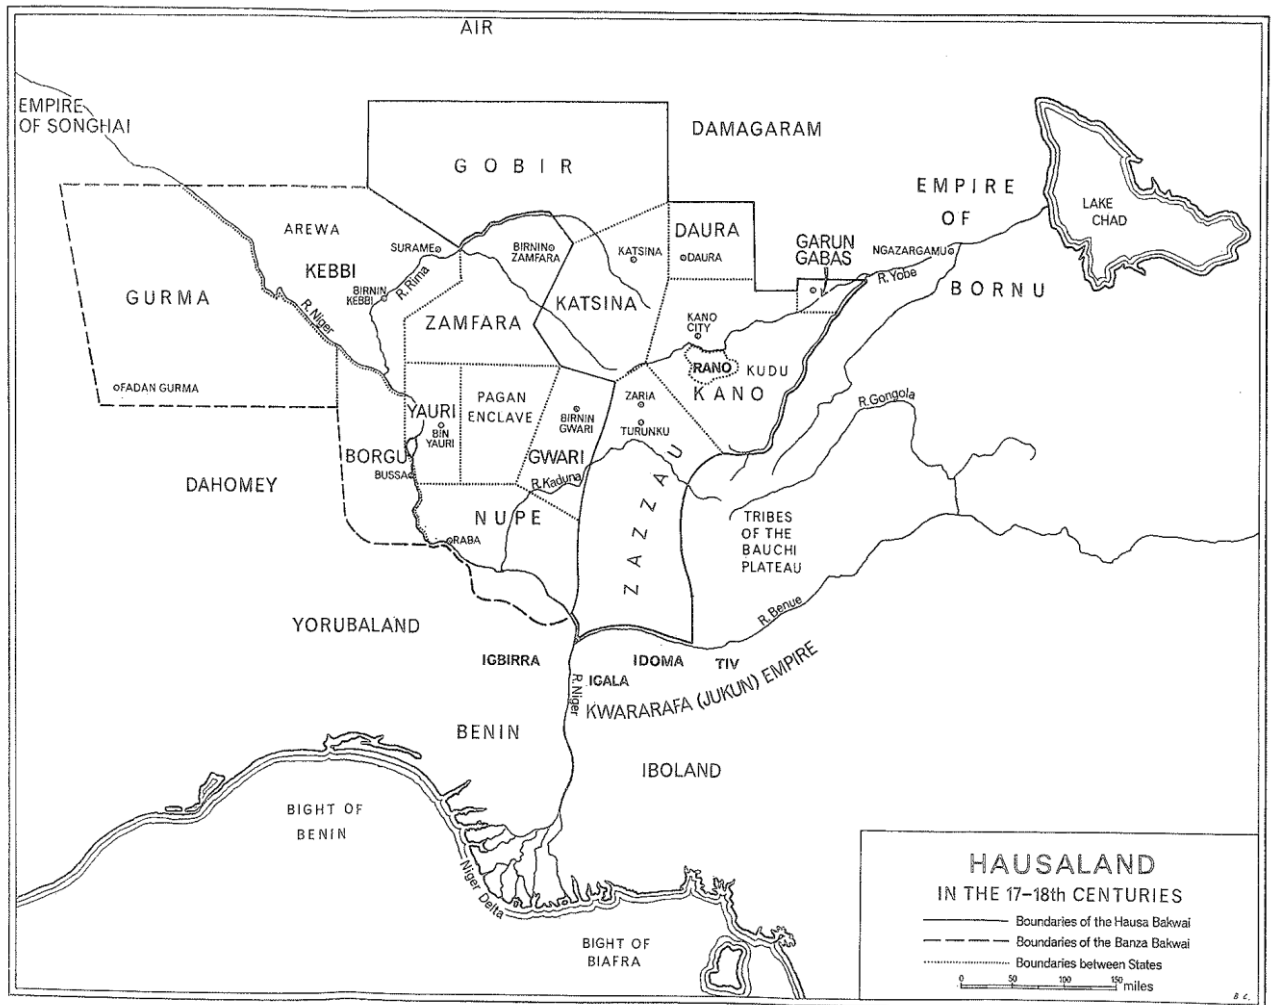 AIR
EMPIRE
OF SONGHAI
GOBIR
DAMAGARAM
EMPIRE
OF
BORNU
LAKE
CHAD
AREWA
KEBBI
SURAME
BIRNIN
KEBBI
R. Rima
BIRNIN
ZAMFARA
KATSINA
KATSINA
DAURA
DAURA
GARUN
GABAS
NGAZARGAMU
R. Yobe
GURMA
R. Niger
ZAMFARA
KANO
CITY
RANO
KUDU
KANO
FADAN GURMA
YAURI
BIN
YAURI
PAGAN
ENCLAVE
BIRNIN
GWARI
GWARI
ZARIA
TURUNKU
R. Gongola
BORGU
BUSSA
DAHOMEY
R. Kaduna
NUPE
RABA
ZAZZAU
TRIBES
OF THE
BAUCHI
PLATEAU
R. Benue
YORUBALAND
IGBIRRA
IDOMA
TIV
IGALA
R. Niger
KWARARAFA (JUKUN) EMPIRE
BENIN
IBOLAND
BIGHT OF
BENIN
Niger Delta
BIGHT OF
BIAFRA
HAUSALAND
IN THE 17–18th CENTURIES
Boundaries of the Hausa Bakwai
Boundaries of the Banza Bakwai
Boundaries between States
0 50 100 150 miles